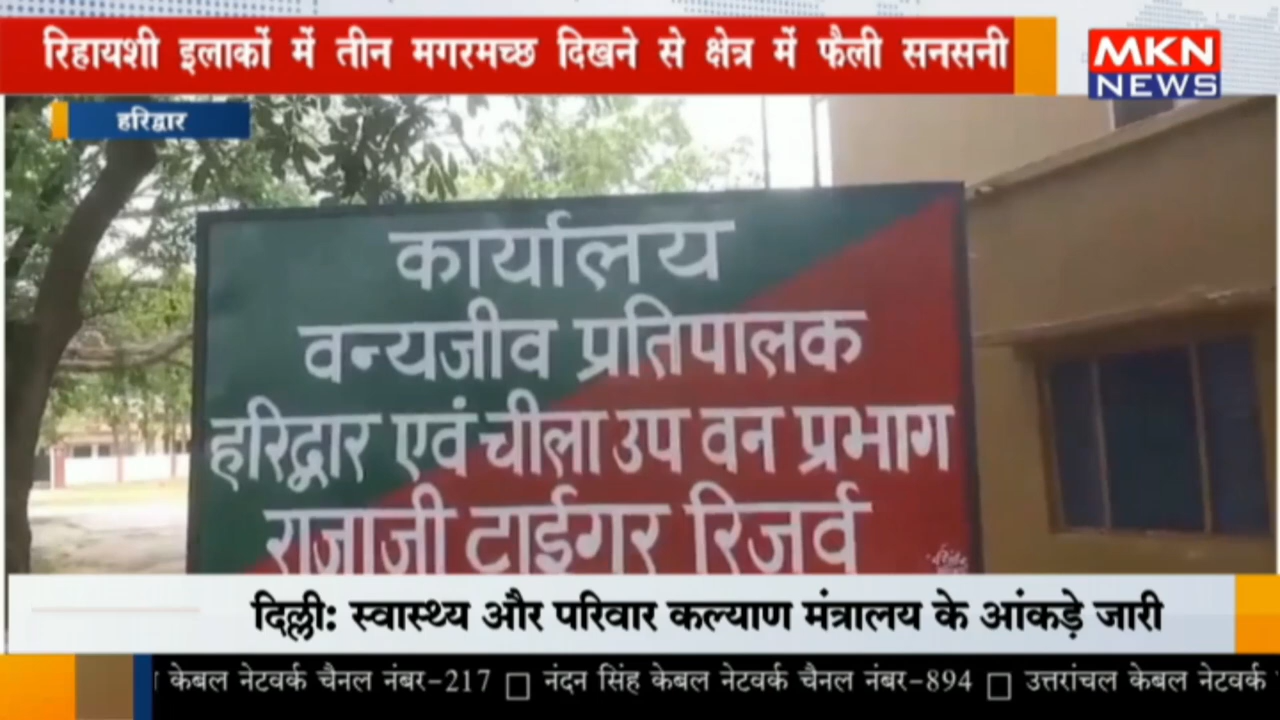 रिहायशी इलाकों में तीन मगरमच्छ दिखने से क्षेत्र में फैली सनसनी
MKN
NEWS
हरिद्वार
कार्यालय
वन्यजीव प्रतिपालक
हरिद्वार एवं चीला उप वन प्रभाग
राजाजी टाईगर रिजर्व
दिल्ली: स्वास्थ्य और परिवार कल्याण मंत्रालय के आंकड़े जारी
केबल नेटवर्क चैनल नंबर-217 □ नंदन सिंह केबल नेटवर्क चैनल नंबर-894 □ उत्तरांचल केबल नेटवर्क